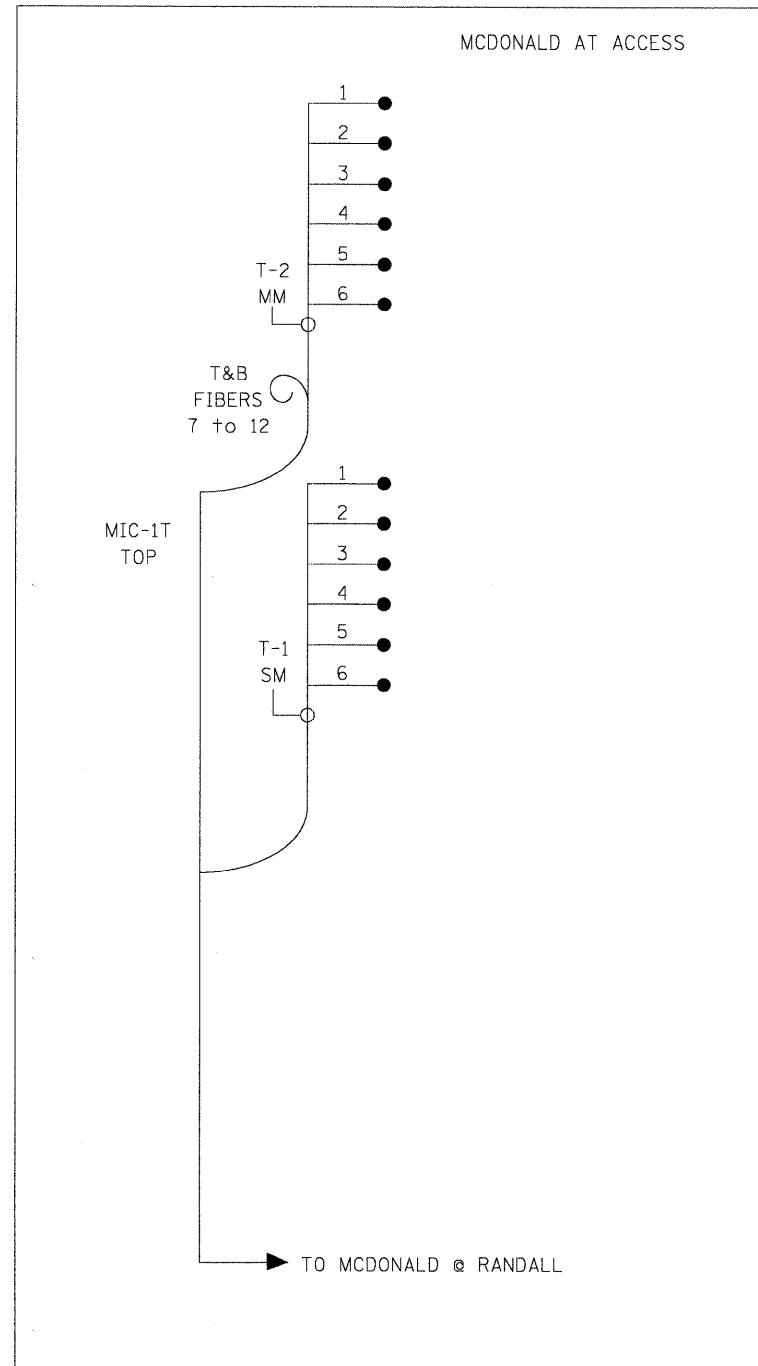 MCDONALD AT ACCESS
1
2
3
4
5
6
T-2
MM
T&B
FIBERS
7 to 12
MIC-1T
TOP
1
2
3
4
5
6
T-1
SM
TO MCDONALD @ RANDALL